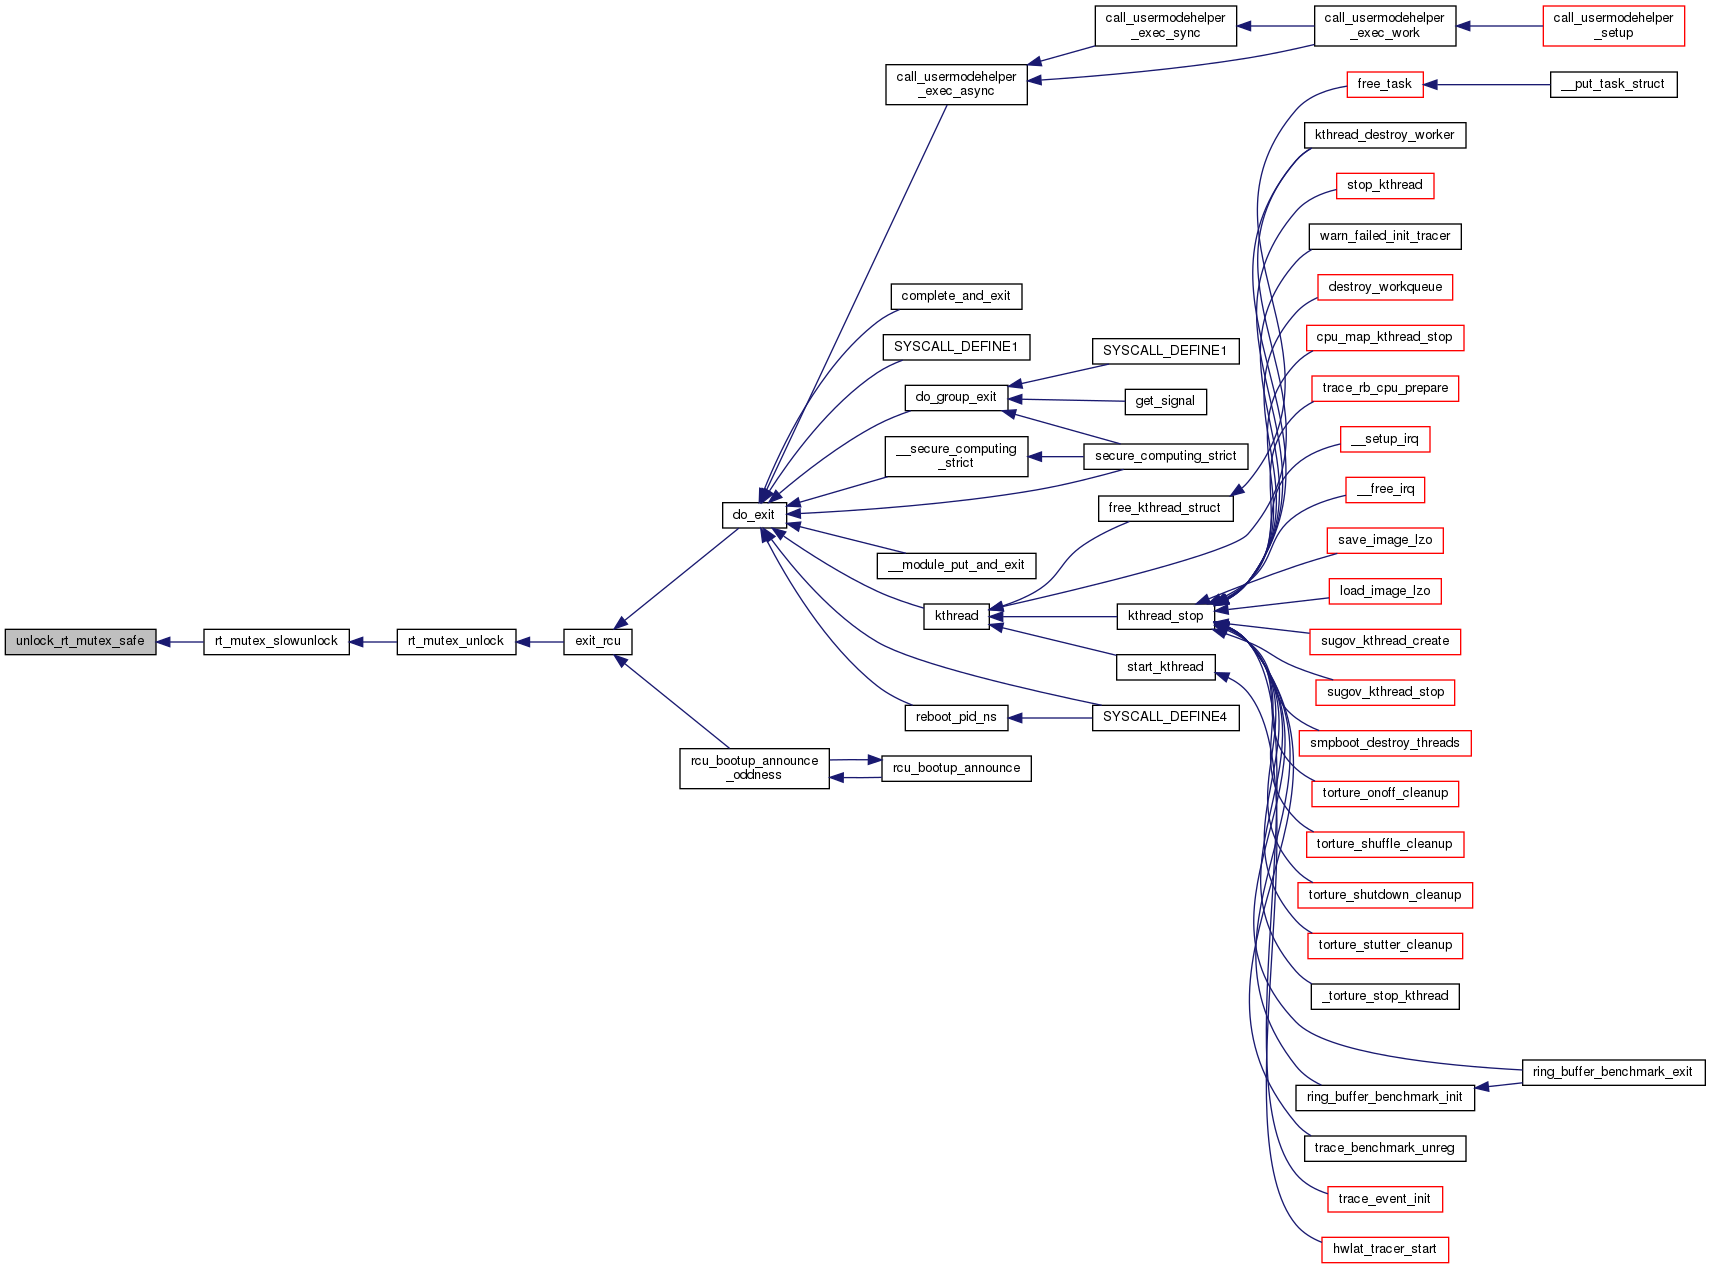 call_usermodehelper
_exec_sync
call_usermodehelper
_exec_work
call_usermodehelper
_setup
call_usermodehelper
_exec_async
free_task
__put_task_struct
kthread_destroy_worker
stop_kthread
warn_failed_init_tracer
destroy_workqueue
complete_and_exit
cpu_map_kthread_stop
SYSCALL_DEFINE1
SYSCALL_DEFINE1
trace_rb_cpu_prepare
do_group_exit
get_signal
__setup_irq
__secure_computing
_strict
secure_computing_strict
__free_irq
free_kthread_struct
do_exit
save_image_lzo
__module_put_and_exit
load_image_lzo
kthread
kthread_stop
unlock_rt_mutex_safe
rt_mutex_slowunlock
rt_mutex_unlock
exit_rcu
sugov_kthread_create
start_kthread
sugov_kthread_stop
reboot_pid_ns
SYSCALL_DEFINE4
smpboot_destroy_threads
rcu_bootup_announce
_oddness
rcu_bootup_announce
torture_onoff_cleanup
torture_shuffle_cleanup
torture_shutdown_cleanup
torture_stutter_cleanup
_torture_stop_kthread
ring_buffer_benchmark_exit
ring_buffer_benchmark_init
trace_benchmark_unreg
trace_event_init
hwlat_tracer_start